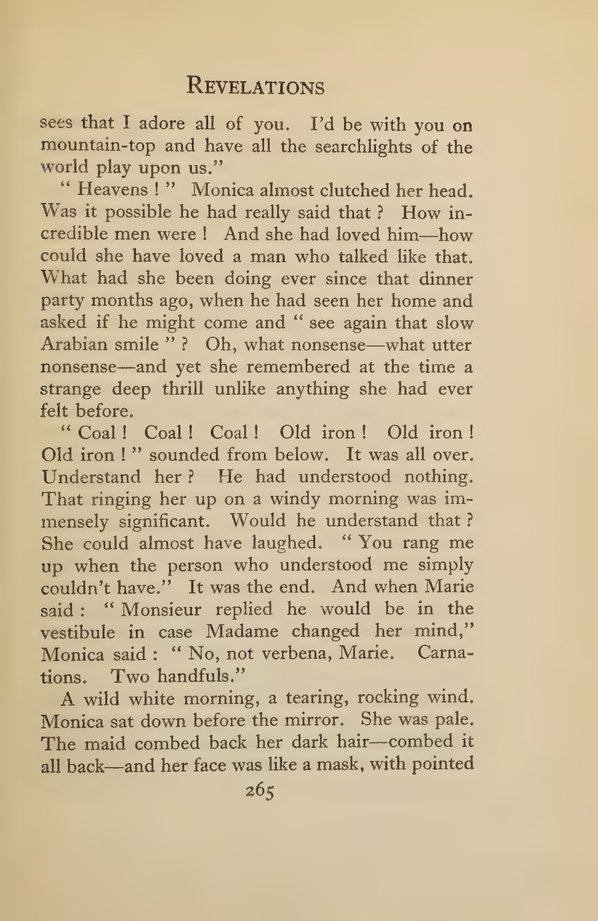 Revelations
sees that I adore all of you. I'd be with you on
mountain-top and have all the searchlights of the
world play upon us."
" Heavens ! " Monica almost clutched her head.
Was it possible he had really said that ? How in-
credible men were ! And she had loved him—how
could she have loved a man who talked like that.
What had she been doing ever since that dinner
party months ago, when he had seen her home and
asked if he might come and " see again that slow
Arabian smile " ? Oh, what nonsense—what utter
nonsense—and yet she remembered at the time a
strange deep thrill unlike anything she had ever
felt before.
" Coal ! Coal ! Coal ! Old iron ! Old iron !
Old iron ! " sounded from below. It was all over.
Understand her ? He had understood nothing.
That ringing her up on a windy morning was im-
mensely significant. Would he understand that ?
She could almost have laughed. " You rang me
up when the person who understood me simply
couldn't have." It was the end. And when Marie
said : " Monsieur replied he would be in the
vestibule in case Madame changed her mind,"
Monica said : " No, not verbena, Marie. Carna-
tions. Two handfuls."
A wild white morning, a tearing, rocking wind.
Monica sat down before the mirror. She was pale.
The maid combed back her dark hair—combed it
all back—and her face was like a mask, with pointed
265